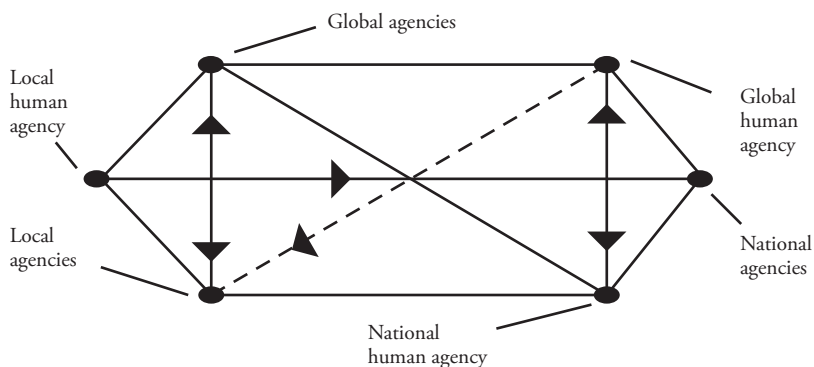 Global agencies
Local
human
agency
Global
human
agency
Local
agencies
National
agencies
National
human agency